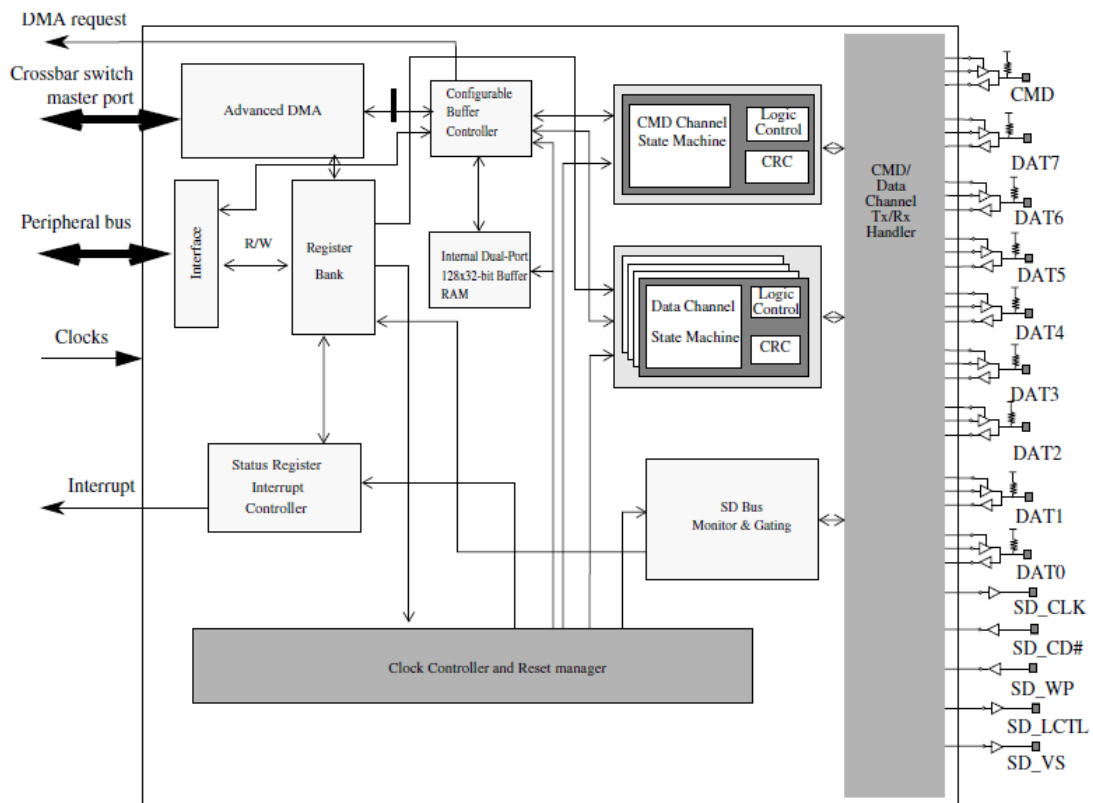 DMA request
Crossbar switch
master port
Advanced DMA
Configurable
Buffer
Controller
CMD Channel
State Machine
Logic
Control
CRC
CMD/
Data
Channel
Tx/Rx
Handler
CMD
DAT7
DAT6
DAT5
DAT4
DAT3
DAT2
DAT1
DAT0
SD_CLK
SD_CD#
SD_WP
SD_LCTL
SD_VS
Peripheral bus
Interface
R/W
Register
Bank
Internal Dual-Port
128x32-bit Buffer
RAM
Data Channel
State Machine
Logic
Control
CRC
Clocks
Interrupt
Status Register
Interrupt
Controller
SD Bus
Monitor & Gating
Clock Controller and Reset manager